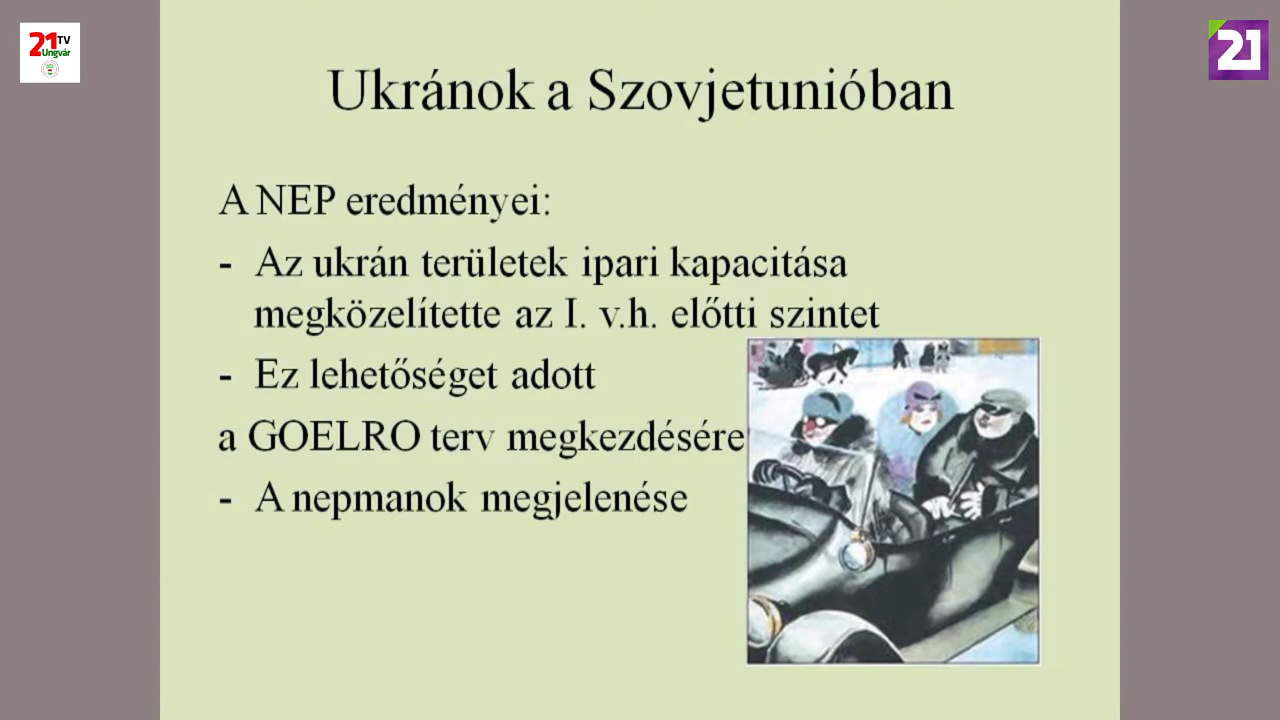 21 TV
Ungvár
21
Ukránok a Szovjetunióban
A NEP eredményei:
- Az ukrán területek ipari kapacitása
megközelítette az I. v.h. előtti szintet
- Ez lehetőséget adott
a GOELRO terv megkezdésére
- A nepmanok megjelenése